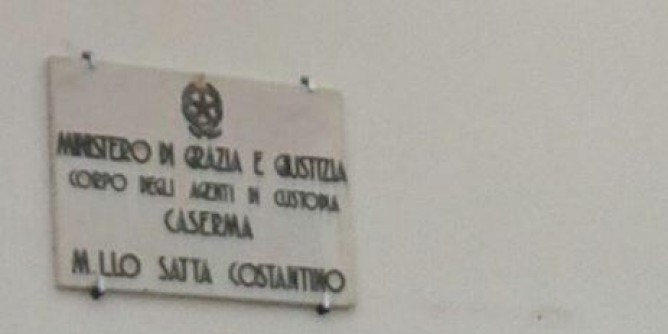 MINISTERO DI GRAZIA E GIUSTIZIA
CORPO DEGLI AGENTI DI CUSTODIA
CASERMA
M.LLO SATTA COSTANTINO